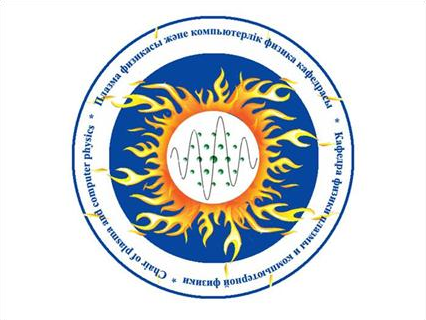 Плазма физикасы және компьютерлік физика кафедрасы *
Кафедра физики плазмы и компьютерной физики *
Chair of plasma and computer physics *